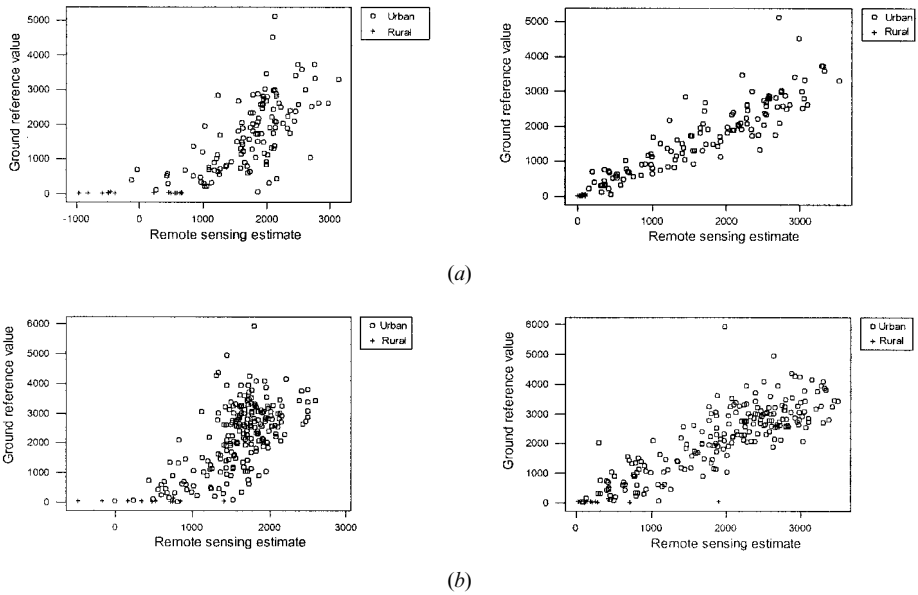 5000
4000
3000
2000
1000
0
Ground reference value
-1000 0 1000 2000 3000
Remote sensing estimate
Urban
Rural
5000
4000
3000
2000
1000
0
Ground reference value
0 1000 2000 3000
Remote sensing estimate
Urban
Rural
(a)
6000
5000
4000
3000
2000
1000
0
Ground reference value
0 1000 2000 3000
Remote sensing estimate
Urban
Rural
6000
5000
4000
3000
2000
1000
0
Ground reference value
0 1000 2000 3000
Remote sensing estimate
Urban
Rural
(b)